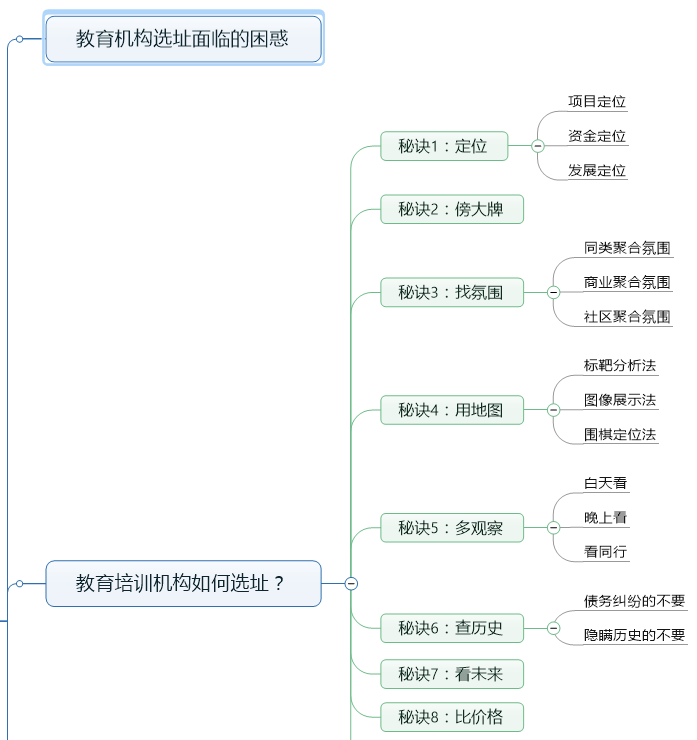 教育机构选址面临的困惑
教育培训机构如何选址？
秘诀1：定位
项目定位
资金定位
发展定位
秘诀2：傍大牌
秘诀3：找氛围
同类聚合氛围
商业聚合氛围
社区聚合氛围
秘诀4：用地图
标靶分析法
图像展示法
围棋定位法
秘诀5：多观察
白天看
晚上看
看同行
秘诀6：查历史
债务纠纷的不要
隐瞒历史的不要
秘诀7：看未来
秘诀8：比价格